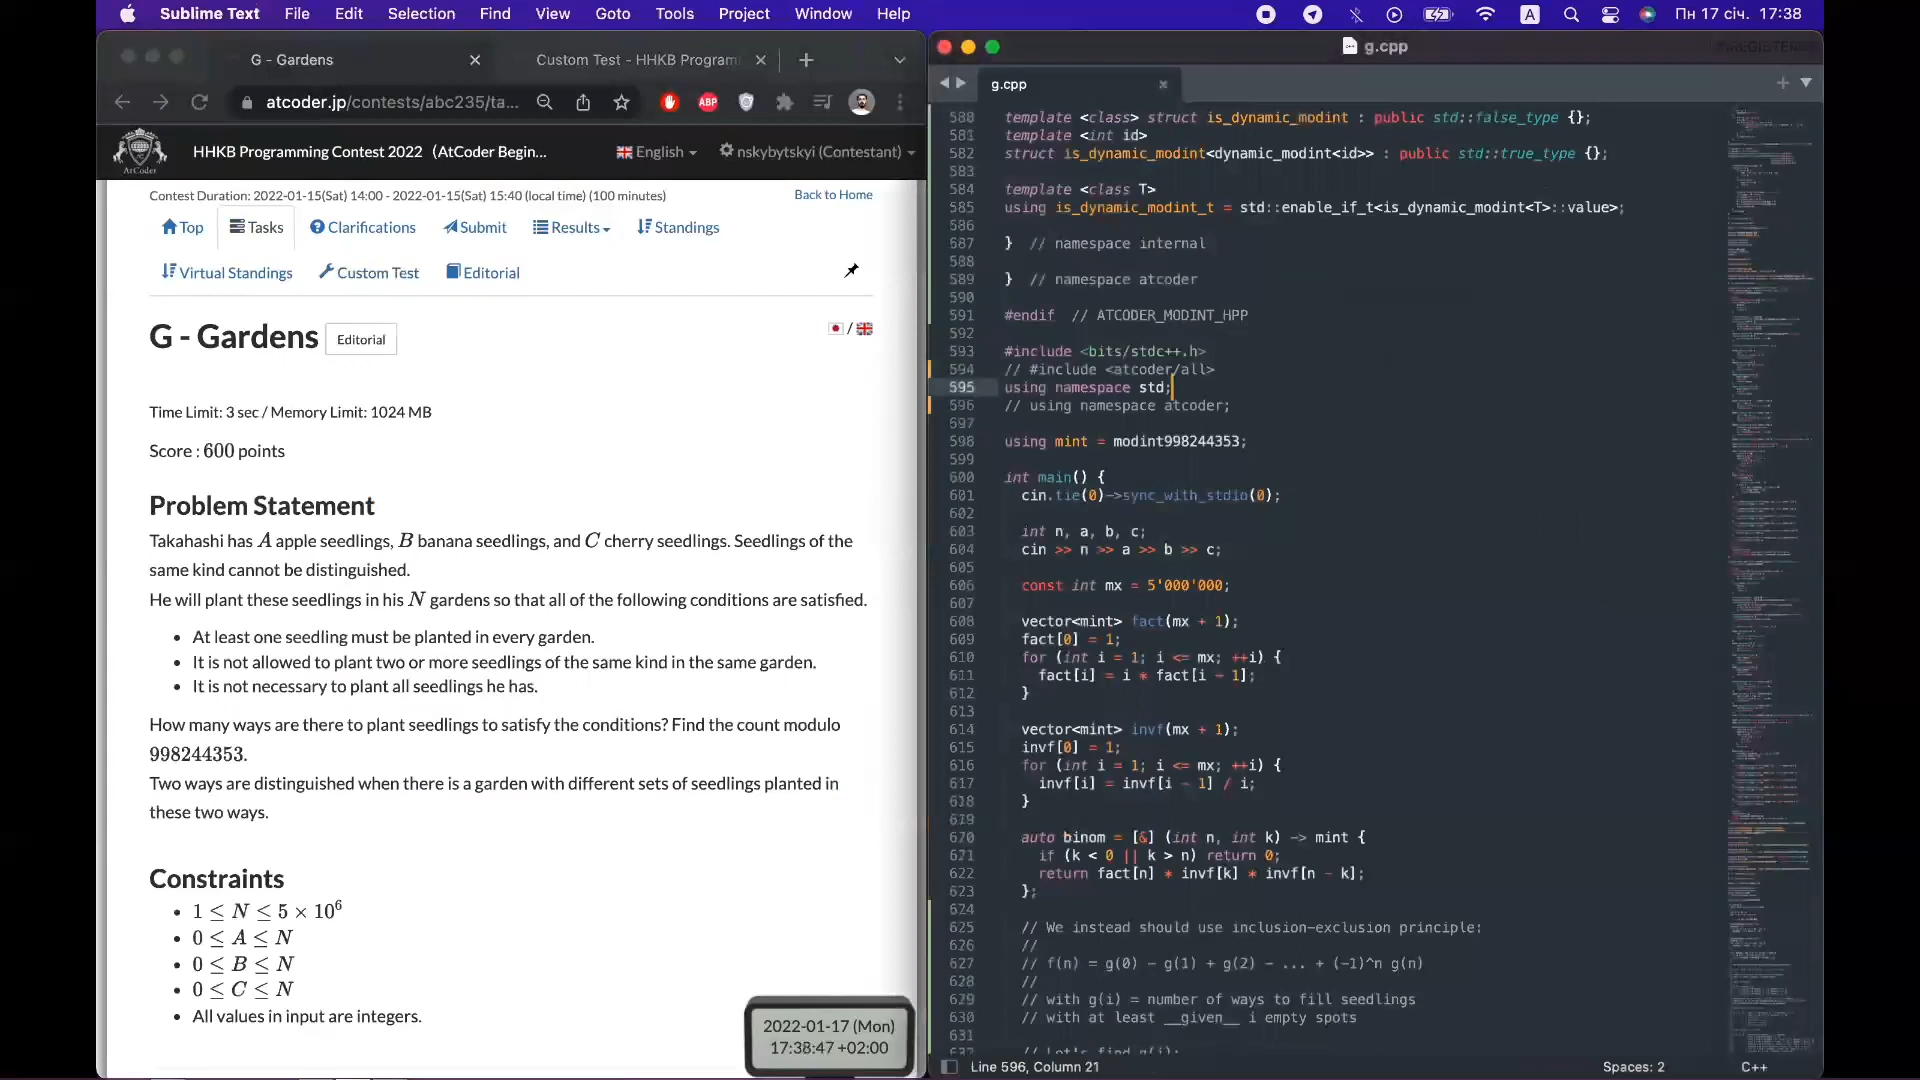 Sublime Text File Edit Selection Find View Goto Tools Project Window Help A Пн 17 січ. 17:38
G - Gardens
Custom Test - HHKB Program
atcoder.jp/contests/abc235/ta...
ABP
AtCoder
HHKB Programming Contest 2022（AtCoder Begin...
English
nskybytskyi (Contestant)
Contest Duration: 2022-01-15(Sat) 14:00 - 2022-01-15(Sat) 15:40 (local time) (100 minutes)
Back to Home
Top Tasks Clarifications Submit Results Standings
Virtual Standings Custom Test Editorial
G - Gardens Editorial
/
Time Limit: 3 sec / Memory Limit: 1024 MB
Score : 600 points
Problem Statement
Takahashi has A apple seedlings, B banana seedlings, and C cherry seedlings. Seedlings of the
same kind cannot be distinguished.
He will plant these seedlings in his N gardens so that all of the following conditions are satisfied.
• At least one seedling must be planted in every garden.
• It is not allowed to plant two or more seedlings of the same kind in the same garden.
• It is not necessary to plant all seedlings he has.
How many ways are there to plant seedlings to satisfy the conditions? Find the count modulo
998244353.
Two ways are distinguished when there is a garden with different sets of seedlings planted in
these two ways.
Constraints
• 1 ≤ N ≤ 5 × 10⁶
• 0 ≤ A ≤ N
• 0 ≤ B ≤ N
• 0 ≤ C ≤ N
• All values in input are integers.
2022-01-17 (Mon)
17:38:47 +02:00
g.cpp
g.cpp
580 template <class> struct is_dynamic_modint : public std::false_type {};
581 template <int id>
582 struct is_dynamic_modint<dynamic_modint<id>> : public std::true_type {};
583
584 template <class T>
585 using is_dynamic_modint_t = std::enable_if_t<is_dynamic_modint<T>::value>;
586
587 } // namespace internal
588
589 } // namespace atcoder
590
591 #endif // ATCODER_MODINT_HPP
592
593 #include <bits/stdc++.h>
594 // #include <atcoder/all>
595 using namespace std;
596 // using namespace atcoder;
597
598 using mint = modint998244353;
599
600 int main() {
601 cin.tie(0)->sync_with_stdio(0);
602
603 int n, a, b, c;
604 cin >> n >> a >> b >> c;
605
606 const int mx = 5'000'000;
607
608 vector<mint> fact(mx + 1);
609 fact[0] = 1;
610 for (int i = 1; i <= mx; ++i) {
611 fact[i] = i * fact[i - 1];
612 }
613
614 vector<mint> invf(mx + 1);
615 invf[0] = 1;
616 for (int i = 1; i <= mx; ++i) {
617 invf[i] = invf[i - 1] / i;
618 }
auto binom = [&] (int n, int k) -> mint {
if (k < 0 || k > n) return 0;
622 return fact[n] * invf[k] * invf[n - k];
623 };
624
625 // We instead should use inclusion-exclusion principle:
626 //
627 // f(n) = g(0) - g(1) + g(2) - ... + (-1)^n g(n)
628 //
629 // with g(i) = number of ways to fill seedlings
630 // with at least __given__ i empty spots
631
632 // Let's find g(i):
Line 596, Column 21
Spaces: 2
C++